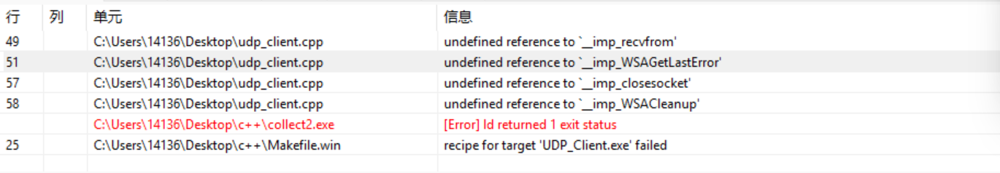 行 列 单元 信息
49 C:\Users\14136\Desktop\udp_client.cpp undefined reference to `__imp_recvfrom'
51 C:\Users\14136\Desktop\udp_client.cpp undefined reference to `__imp_WSAGetLastError'
57 C:\Users\14136\Desktop\udp_client.cpp undefined reference to `__imp_closesocket'
58 C:\Users\14136\Desktop\udp_client.cpp undefined reference to `__imp_WSACleanup'
C:\Users\14136\Desktop\c++\collect2.exe [Error] ld returned 1 exit status
25 C:\Users\14136\Desktop\c++\Makefile.win recipe for target 'UDP_Client.exe' failed